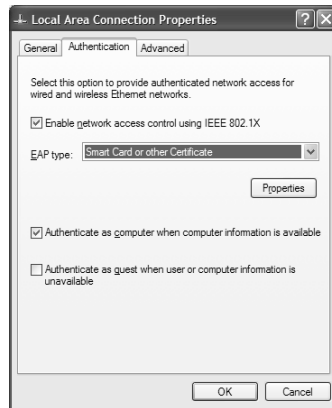 Local Area Connection Properties
General Authentication Advanced
Select this option to provide authenticated network access for
wired and wireless Ethernet networks.
Enable network access control using IEEE 802.1X
EAP type: Smart Card or other Certificate
Properties
Authenticate as computer when computer information is available
Authenticate as guest when user or computer information is
unavailable
OK Cancel